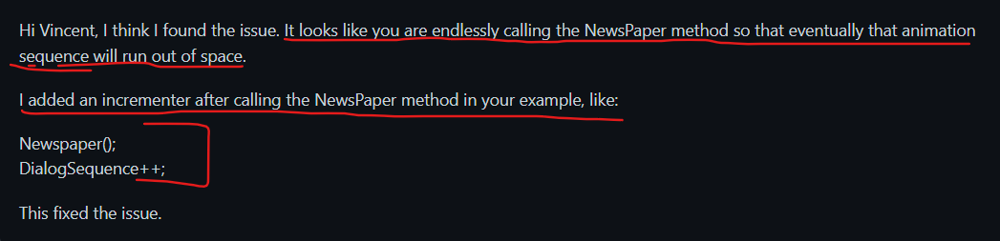 Hi Vincent, I think I found the issue. It looks like you are endlessly calling the NewsPaper method so that eventually that animation
sequence will run out of space.
I added an incrementer after calling the NewsPaper method in your example, like:
Newspaper();
DialogSequence++;
This fixed the issue.